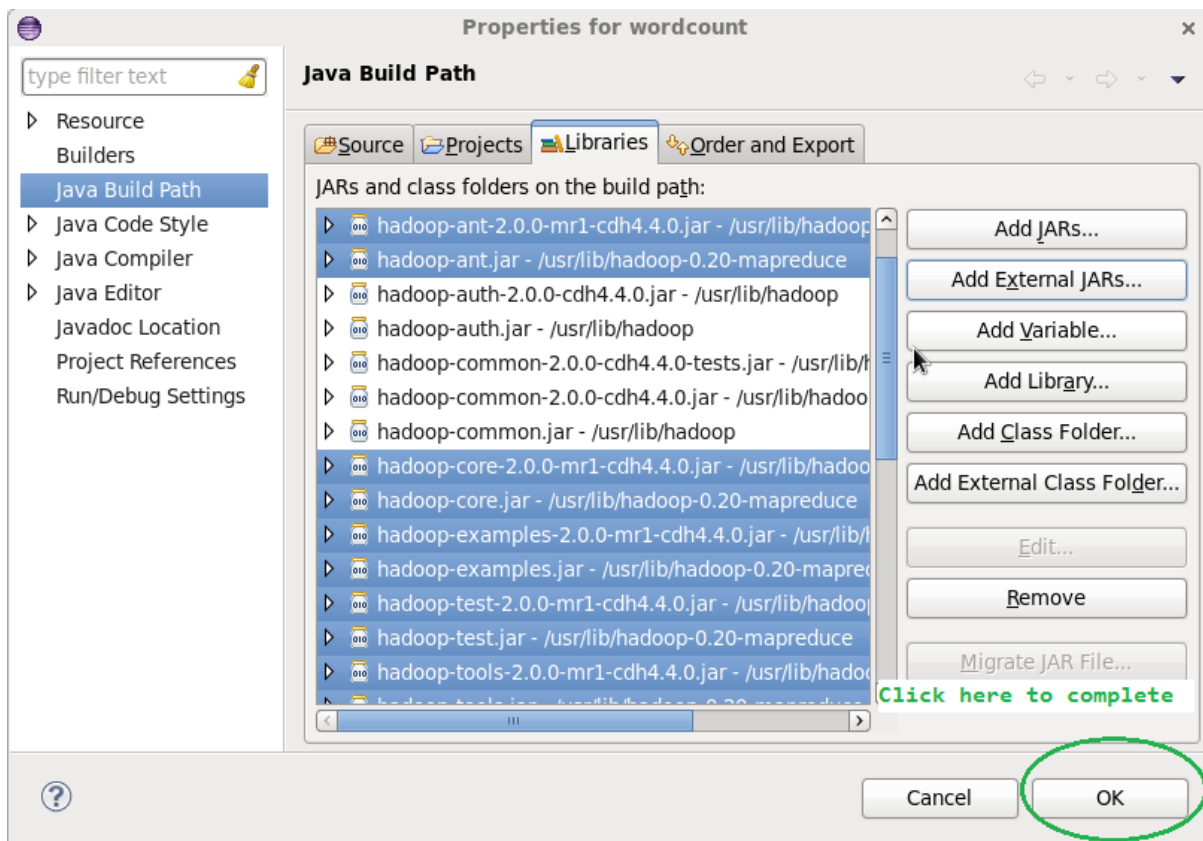 Properties for wordcount
type filter text
Resource
Builders
Java Build Path
Java Code Style
Java Compiler
Java Editor
Javadoc Location
Project References
Run/Debug Settings
Java Build Path
Source Projects Libraries Order and Export
JARs and class folders on the build path:
hadoop-ant-2.0.0-mr1-cdh4.4.0.jar - /usr/lib/hadoop
hadoop-ant.jar - /usr/lib/hadoop-0.20-mapreduce
hadoop-auth-2.0.0-cdh4.4.0.jar - /usr/lib/hadoop
hadoop-auth.jar - /usr/lib/hadoop
hadoop-common-2.0.0-cdh4.4.0-tests.jar - /usr/lib/h
hadoop-common-2.0.0-cdh4.4.0.jar - /usr/lib/hadoo
hadoop-common.jar - /usr/lib/hadoop
hadoop-core-2.0.0-mr1-cdh4.4.0.jar - /usr/lib/hadoo
hadoop-core.jar - /usr/lib/hadoop-0.20-mapreduce
hadoop-examples-2.0.0-mr1-cdh4.4.0.jar - /usr/lib/h
hadoop-examples.jar - /usr/lib/hadoop-0.20-mapred
hadoop-test-2.0.0-mr1-cdh4.4.0.jar - /usr/lib/hadoop
hadoop-test.jar - /usr/lib/hadoop-0.20-mapreduce
hadoop-tools-2.0.0-mr1-cdh4.4.0.jar - /usr/lib/hadoo
Add JARs...
Add External JARs...
Add Variable...
Add Library...
Add Class Folder...
Add External Class Folder...
Edit...
Remove
Migrate JAR File...
Click here to complete
Cancel
OK